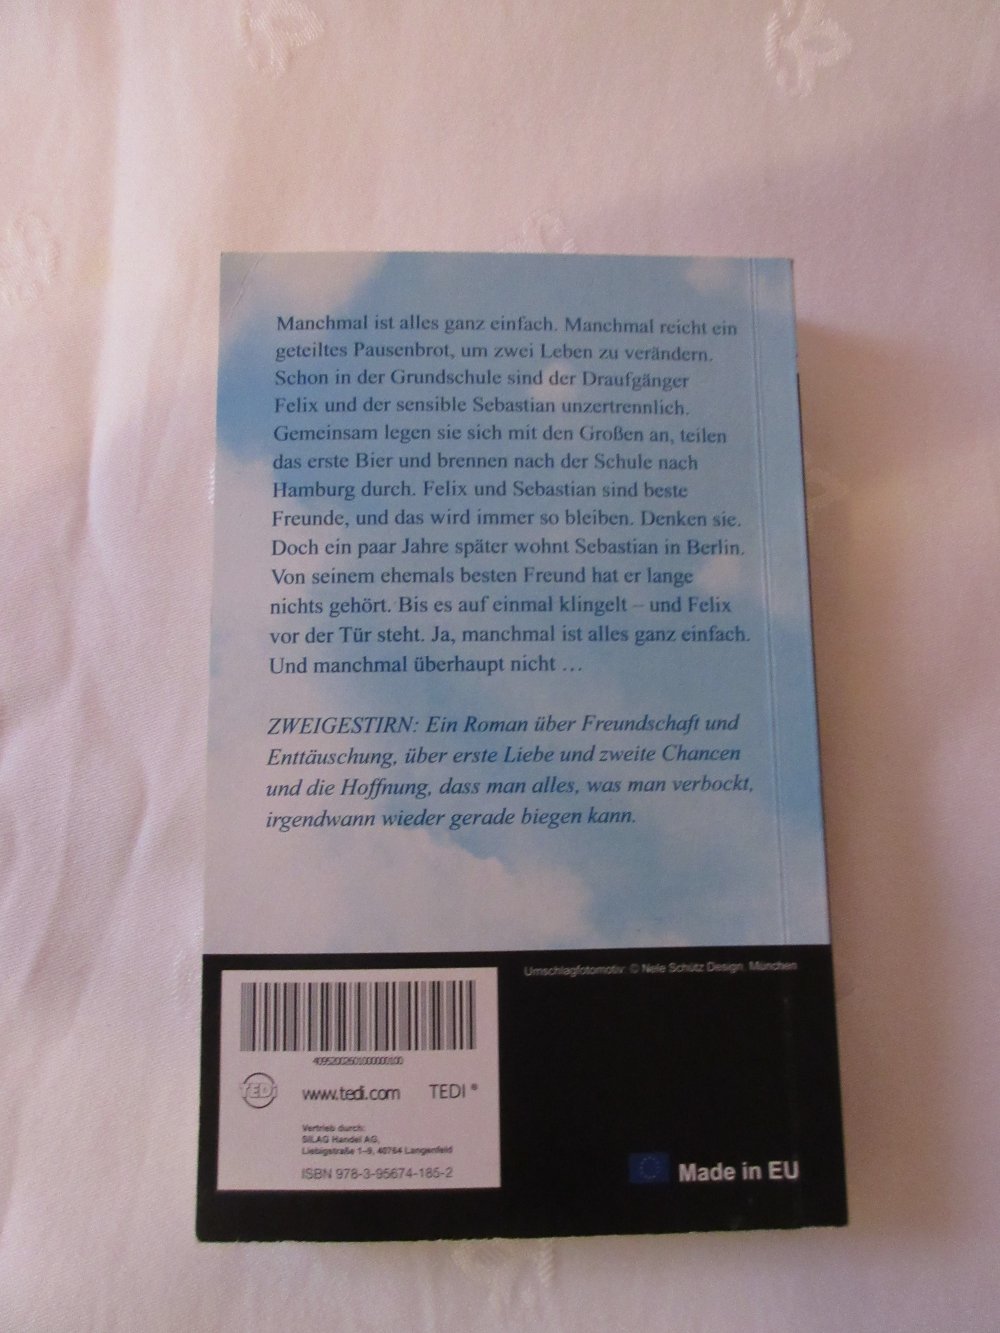 Manchmal ist alles ganz einfach. Manchmal reicht ein
geteiltes Pausenbrot, um zwei Leben zu verändern.
Schon in der Grundschule sind der Draufgänger
Felix und der sensible Sebastian unzertrennlich.
Gemeinsam legen sie sich mit den Großen an, teilen
das erste Bier und brennen nach der Schule nach
Hamburg durch. Felix und Sebastian sind beste
Freunde, und das wird immer so bleiben. Denken sie.
Doch ein paar Jahre später wohnt Sebastian in Berlin.
Von seinem ehemals besten Freund hat er lange
nichts gehört. Bis es auf einmal klingelt – und Felix
vor der Tür steht. Ja, manchmal ist alles ganz einfach.
Und manchmal überhaupt nicht …
ZWEIGESTIRN: Ein Roman über Freundschaft und
Enttäuschung, über erste Liebe und zweite Chancen
und die Hoffnung, dass man alles, was man verbockt,
irgendwann wieder gerade biegen kann.
Umschlagfotomotiv: © Nele Schütz Design, München
TEDi www.tedi.com TEDI ®
Vertrieb durch:
SILAG Handel AG,
Liebigstraße 1–9, 40764 Langenfeld
ISBN 978-3-95674-185-2
Made in EU